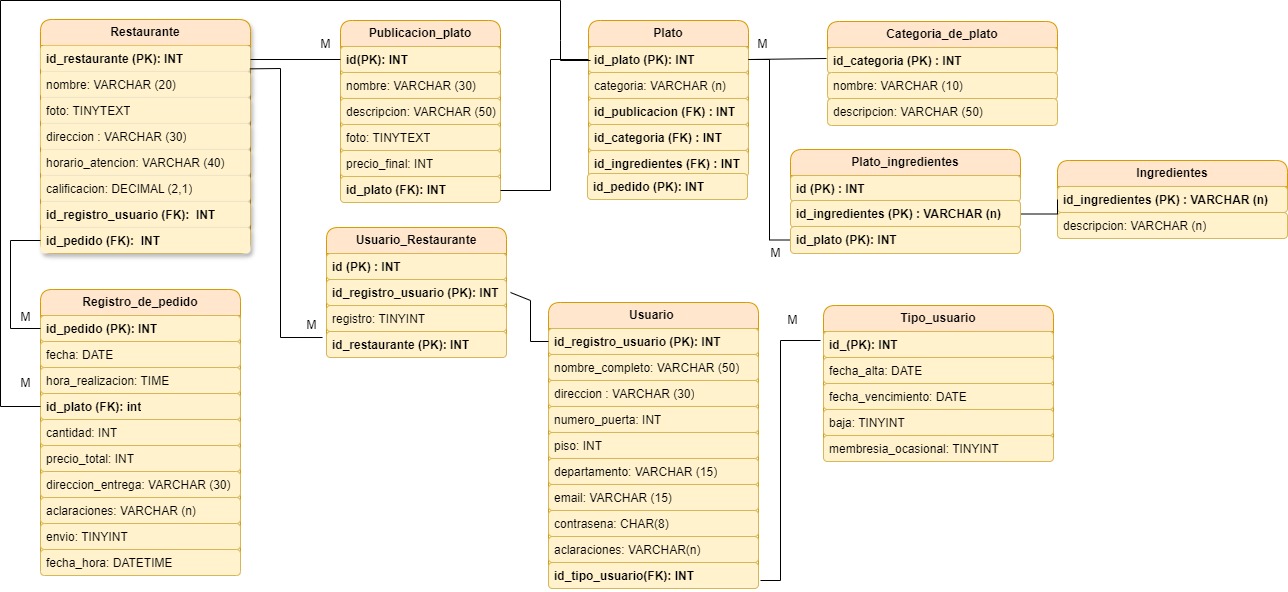 Restaurante
id_restaurante (PK): INT
nombre: VARCHAR (20)
foto: TINYTEXT
direccion : VARCHAR (30)
horario_atencion: VARCHAR (40)
calificacion: DECIMAL (2,1)
id_registro_usuario (FK): INT
id_pedido (FK): INT
M
Publicacion_plato
id(PK): INT
nombre: VARCHAR (30)
descripcion: VARCHAR (50)
foto: TINYTEXT
precio_final: INT
id_plato (FK): INT
Plato
id_plato (PK): INT
categoria: VARCHAR (n)
id_publicacion (FK) : INT
id_categoria (FK) : INT
id_ingredientes (FK) : INT
id_pedido (PK): INT
M
Categoria_de_plato
id_categoria (PK) : INT
nombre: VARCHAR (10)
descripcion: VARCHAR (50)
Plato_ingredientes
id (PK) : INT
id_ingredientes (PK) : VARCHAR (n)
id_plato (PK): INT
M
Ingredientes
id_ingredientes (PK) : VARCHAR (n)
descripcion: VARCHAR (n)
Usuario_Restaurante
id (PK) : INT
id_registro_usuario (PK): INT
registro: TINYINT
id_restaurante (PK): INT
M
Registro_de_pedido
id_pedido (PK): INT
fecha: DATE
hora_realizacion: TIME
id_plato (FK): int
cantidad: INT
precio_total: INT
direccion_entrega: VARCHAR (30)
aclaraciones: VARCHAR (n)
envio: TINYINT
fecha_hora: DATETIME
M
M
Usuario
id_registro_usuario (PK): INT
nombre_completo: VARCHAR (50)
direccion : VARCHAR (30)
numero_puerta: INT
piso: INT
departamento: VARCHAR (15)
email: VARCHAR (15)
contrasena: CHAR(8)
aclaraciones: VARCHAR(n)
id_tipo_usuario(FK): INT
M
Tipo_usuario
id_(PK): INT
fecha_alta: DATE
fecha_vencimiento: DATE
baja: TINYINT
membresia_ocasional: TINYINT